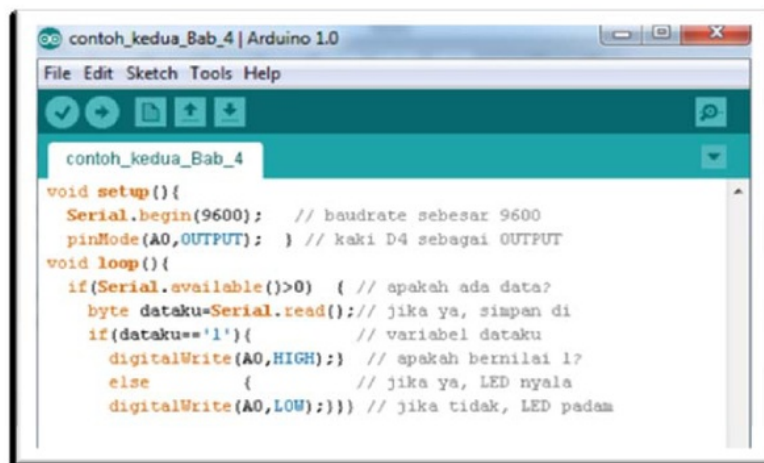 contoh_kedua_Bab_4 | Arduino 1.0
File Edit Sketch Tools Help
contoh_kedua_Bab_4
void setup(){
  Serial.begin(9600);   // baudrate sebesar 9600
  pinMode(A0,OUTPUT);  } // kaki D4 sebagai OUTPUT
void loop(){
  if(Serial.available()>0)  { // apakah ada data?
    byte dataku=Serial.read();// jika ya, simpan di
    if(dataku=='1'){          // variabel dataku
      digitalWrite(A0,HIGH);}  // apakah bernilai 1?
      else         {          // jika ya, LED nyala
      digitalWrite(A0,LOW);}}} // jika tidak, LED padam